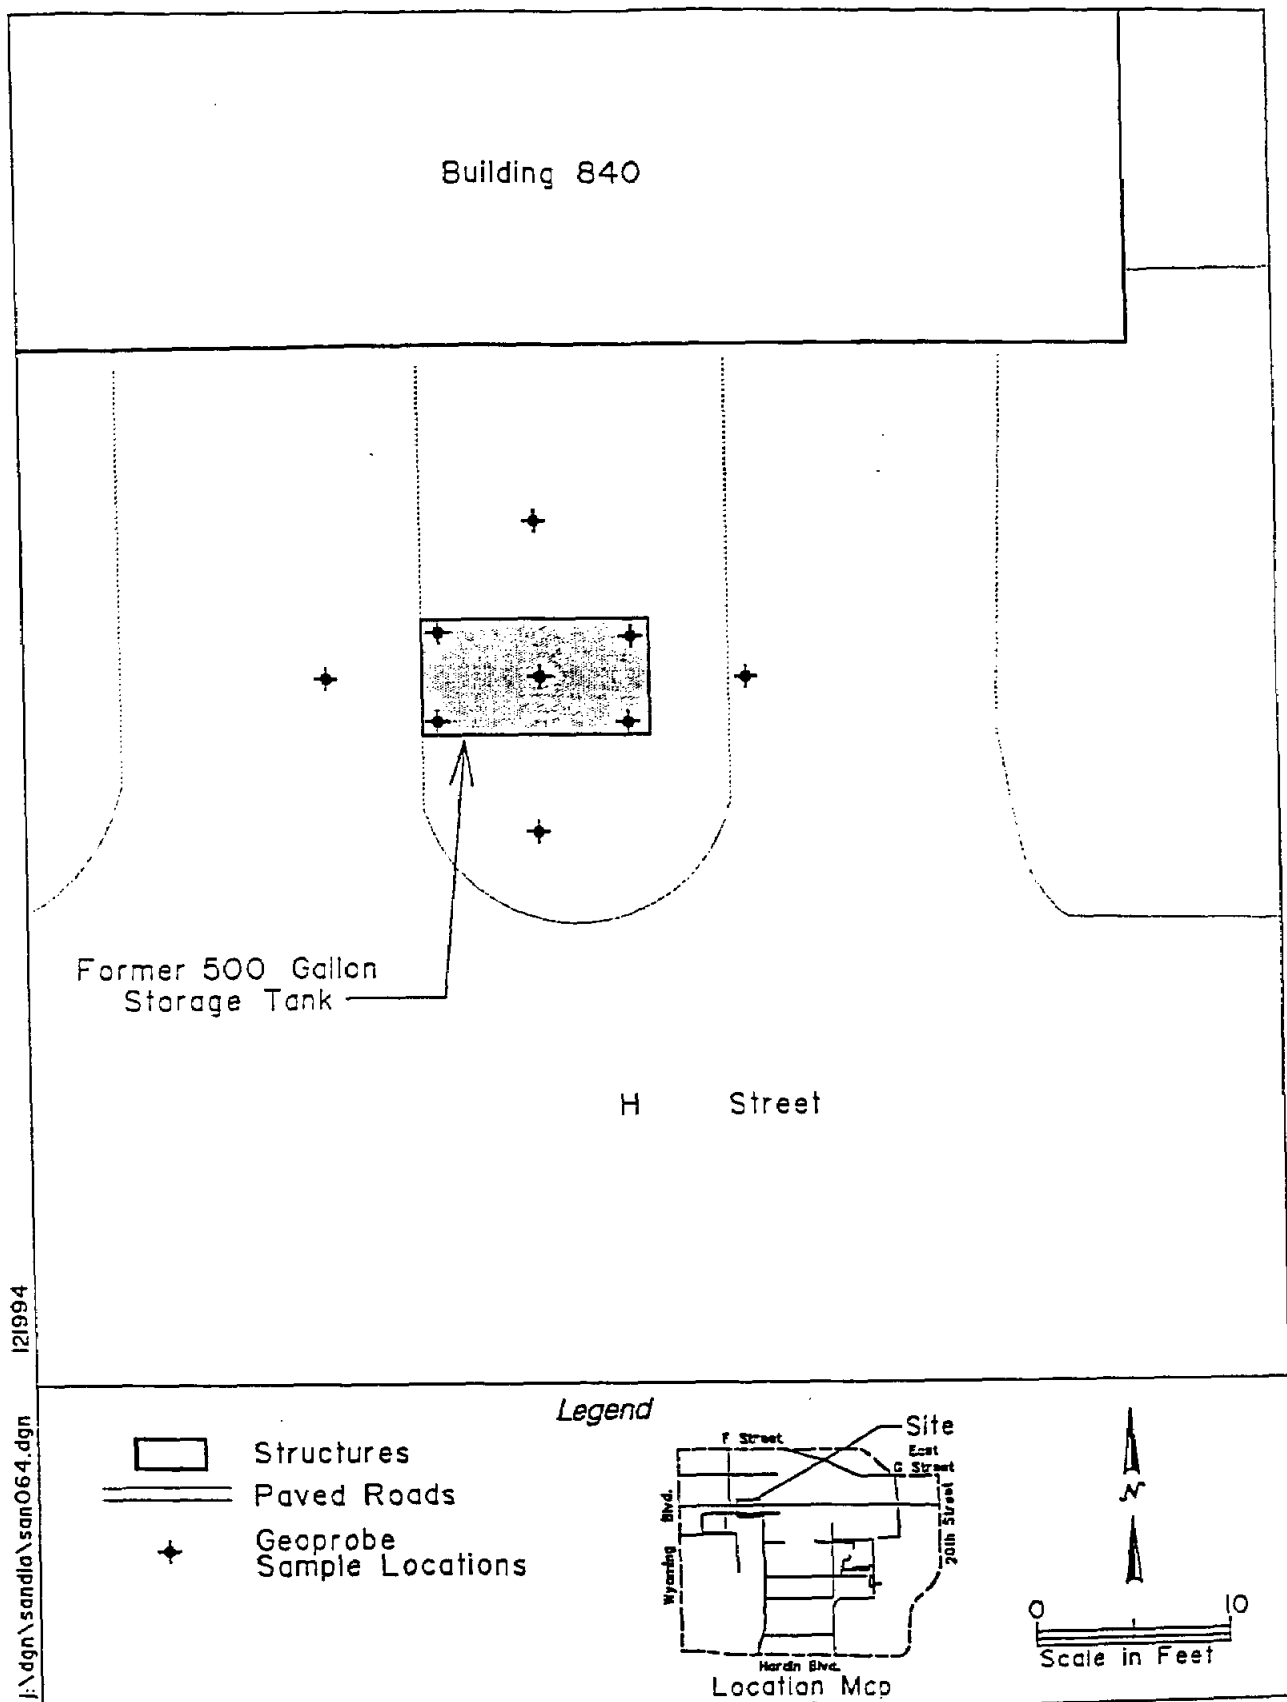 Building 840
Former 500 Gallon
Storage Tank
H Street
121994
j:\dgn\sandia\san064.dgn
Legend
Structures
Paved Roads
Geoprobe
Sample Locations
Site
F Street
East
G Street
Wyoming Blvd.
20th Street
Hardin Blvd.
Location Map
N
0 10
Scale in Feet